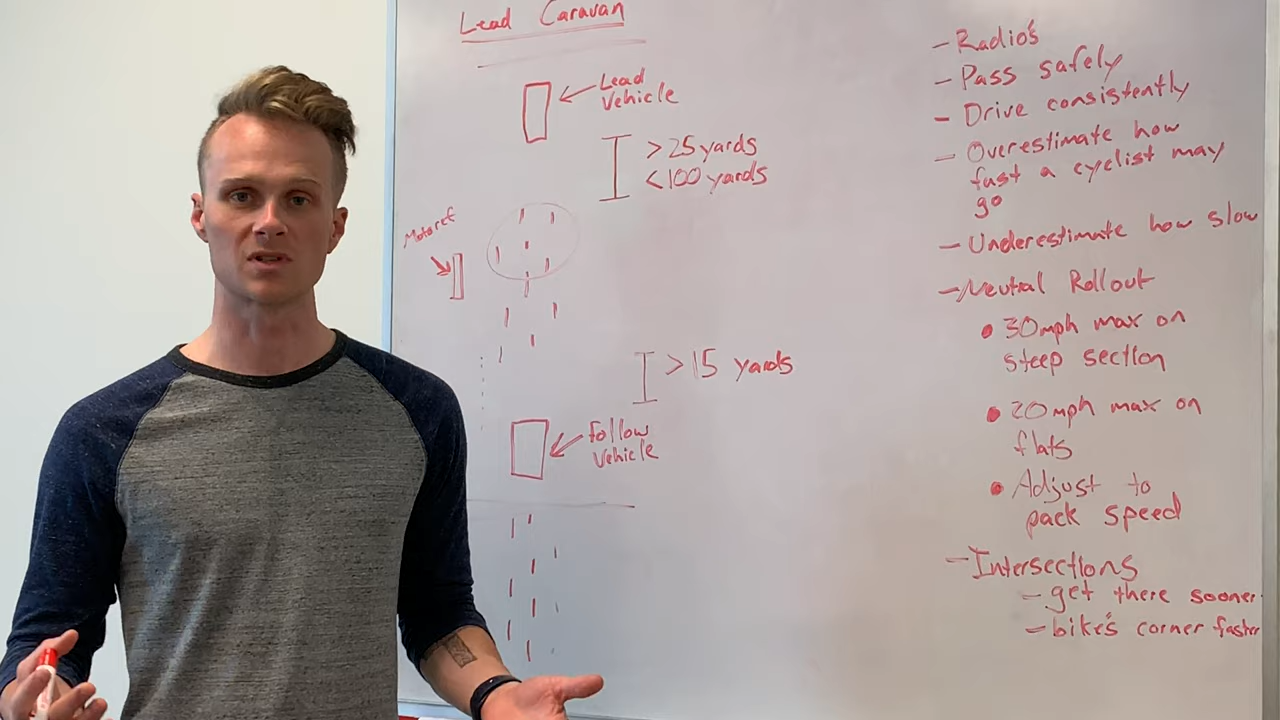 Lead Caravan
Lead
Vehicle
>25 yards
<100 yards
Motoref
>15 yards
Follow
Vehicle
- Radio's
- Pass safely
- Drive consistently
- Overestimate how
fast a cyclist may
go
- Underestimate how slow
- Neutral Rollout
• 30mph max on
steep section
• 20mph max on
flats
• Adjust to
pack speed
- Intersections
- get there sooner
- bike's corner faster